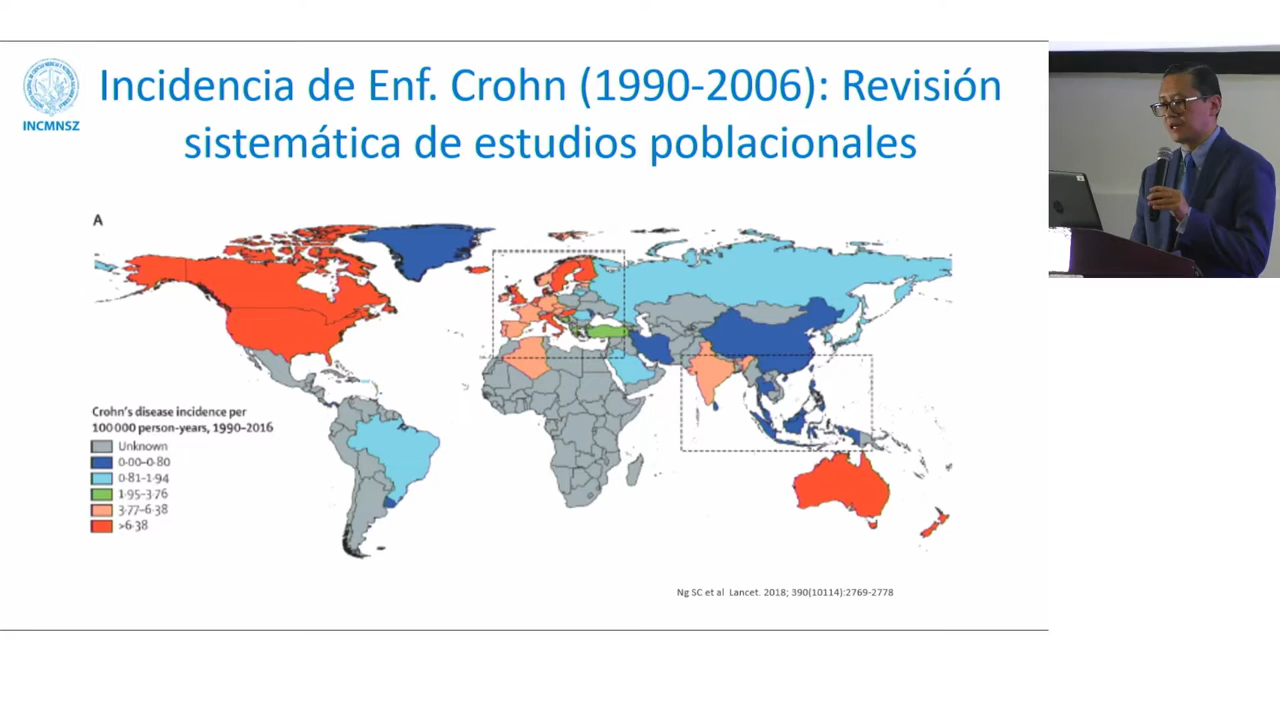 INCMNSZ
Incidencia de Enf. Crohn (1990-2006): Revisión
sistemática de estudios poblacionales
A
Crohn's disease incidence per
100 000 person-years, 1990-2016
Unknown
0·00–0·80
0·81–1·94
1·95–3·76
3·77–6·38
>6·38
Ng SC et al Lancet. 2018; 390(10114):2769-2778